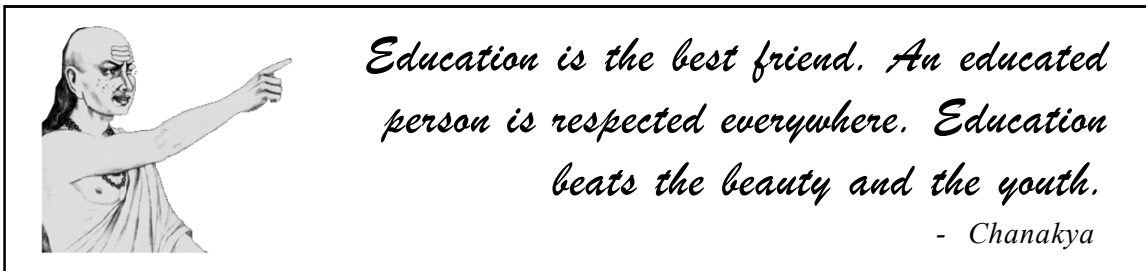 Education is the best friend. An educated
person is respected everywhere. Education
beats the beauty and the youth.
- Chanakya